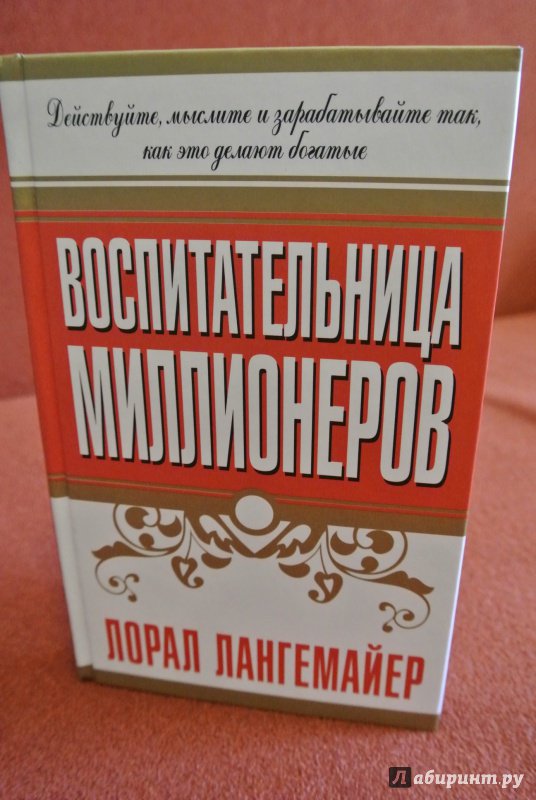 Действуйте, мыслите и зарабатывайте так,
как это делают богатые
ВОСПИТАТЕЛЬНИЦА
МИЛЛИОНЕРОВ
ЛОРАЛ ЛАНГЕМАЙЕР
Лабиринт.ру